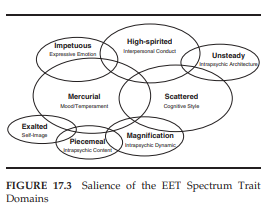 High-spirited
Interpersonal Conduct
Impetuous
Expressive Emotion
Unsteady
Intrapsychic Architecture
Mercurial
Mood/Temperament
Scattered
Cognitive Style
Exalted
Self-Image
Piecemeal
Intrapsychic Content
Magnification
Intrapsychic Dynamic
FIGURE 17.3 Salience of the EET Spectrum Trait
Domains